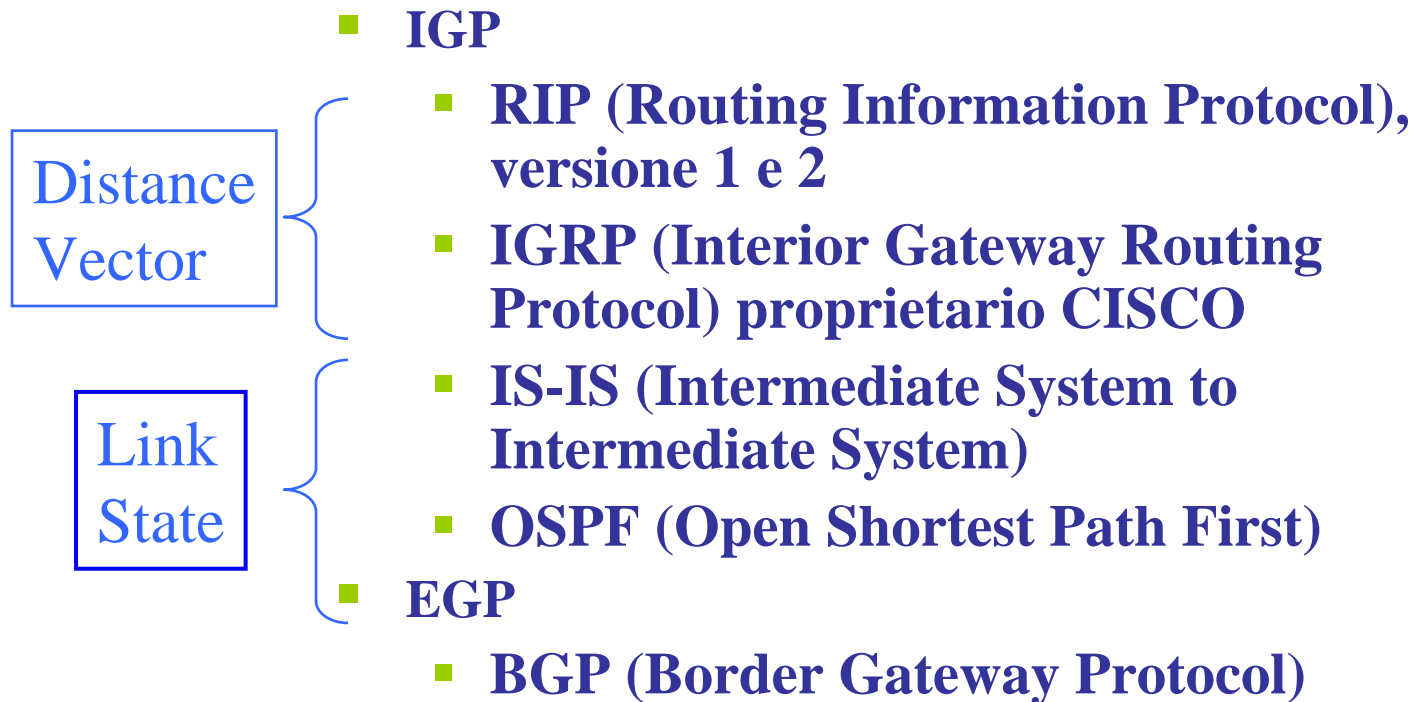 IGP
RIP (Routing Information Protocol),
versione 1 e 2
Distance
Vector
IGRP (Interior Gateway Routing
Protocol) proprietario CISCO
IS-IS (Intermediate System to
Intermediate System)
Link
State
OSPF (Open Shortest Path First)
EGP
BGP (Border Gateway Protocol)